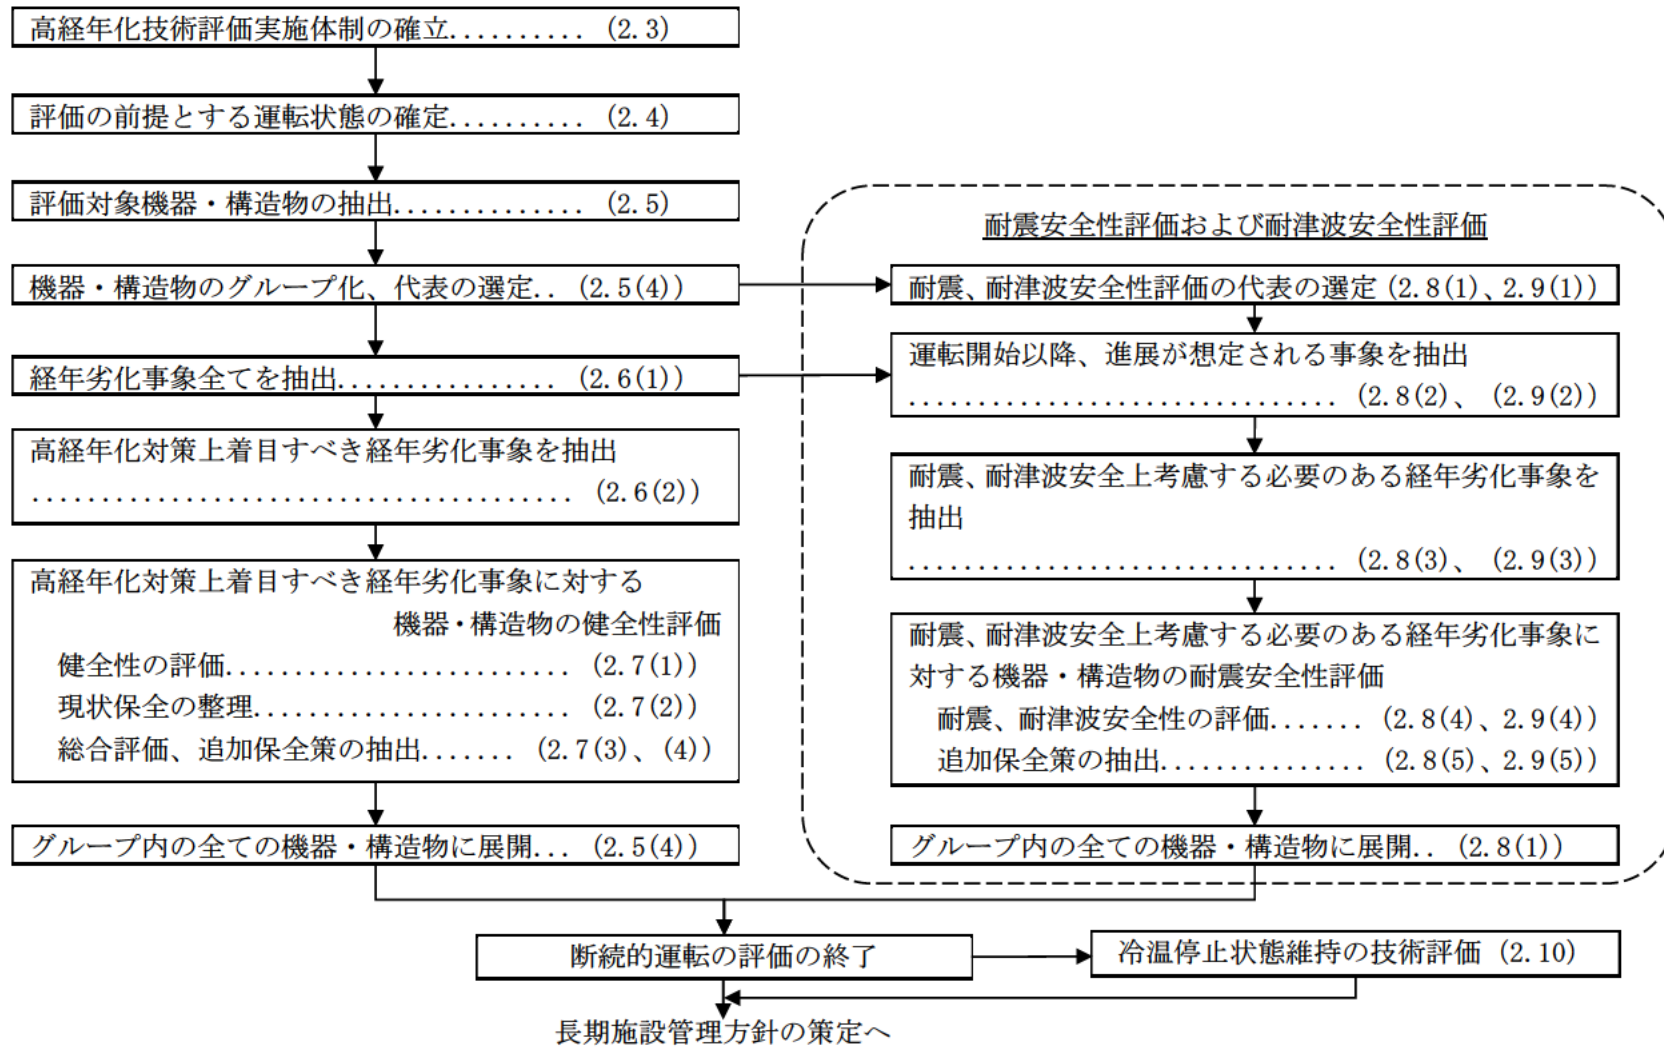 高経年化技術評価実施体制の確立.......... (2.3)
評価の前提とする運転状態の確定.......... (2.4)
評価対象機器・構造物の抽出.............. (2.5)
機器・構造物のグループ化、代表の選定.. (2.5(4))
経年劣化事象全てを抽出................ (2.6(1))
高経年化対策上着目すべき経年劣化事象を抽出
....................................... (2.6(2))
高経年化対策上着目すべき経年劣化事象に対する
機器・構造物の健全性評価
健全性の評価......................... (2.7(1))
現状保全の整理....................... (2.7(2))
総合評価、追加保全策の抽出....... (2.7(3)、(4))
グループ内の全ての機器・構造物に展開... (2.5(4))
耐震安全性評価および耐津波安全性評価
耐震、耐津波安全性評価の代表の選定 (2.8(1)、2.9(1))
運転開始以降、進展が想定される事象を抽出
............................... (2.8(2)、 (2.9(2))
耐震、耐津波安全上考慮する必要のある経年劣化事象を
抽出
............................... (2.8(3)、 (2.9(3))
耐震、耐津波安全上考慮する必要のある経年劣化事象に
対する機器・構造物の耐震安全性評価
耐震、耐津波安全性の評価....... (2.8(4)、2.9(4))
追加保全策の抽出............... (2.8(5)、2.9(5))
グループ内の全ての機器・構造物に展開.. (2.8(1))
断続的運転の評価の終了
冷温停止状態維持の技術評価 (2.10)
長期施設管理方針の策定へ